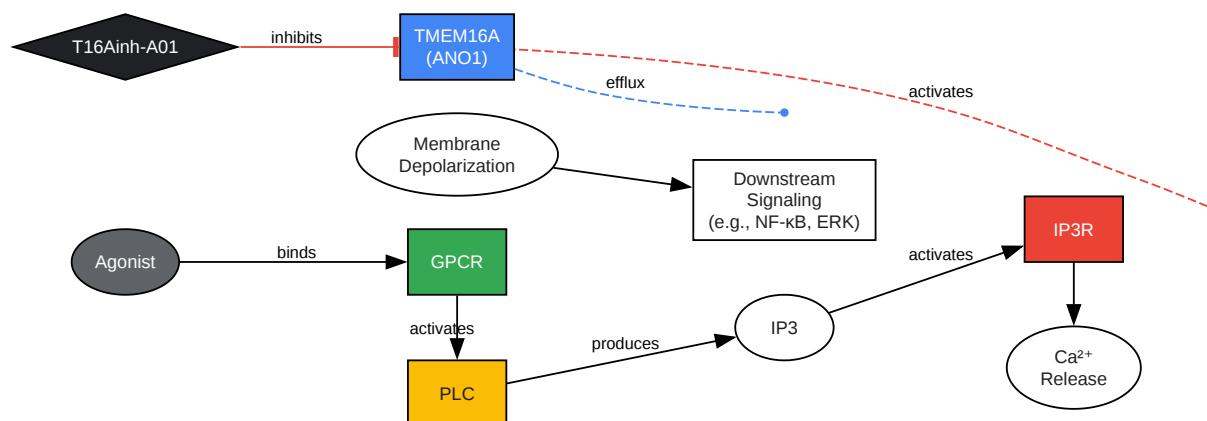 T16Ainh-A01
inhibits
TMEM16A
(ANO1)
efflux
activates
Membrane
Depolarization
Downstream
Signaling
(e.g., NF-κB, ERK)
IP3R
Agonist
binds
GPCR
activates
activates
PLC
produces
IP3
Ca²⁺
Release